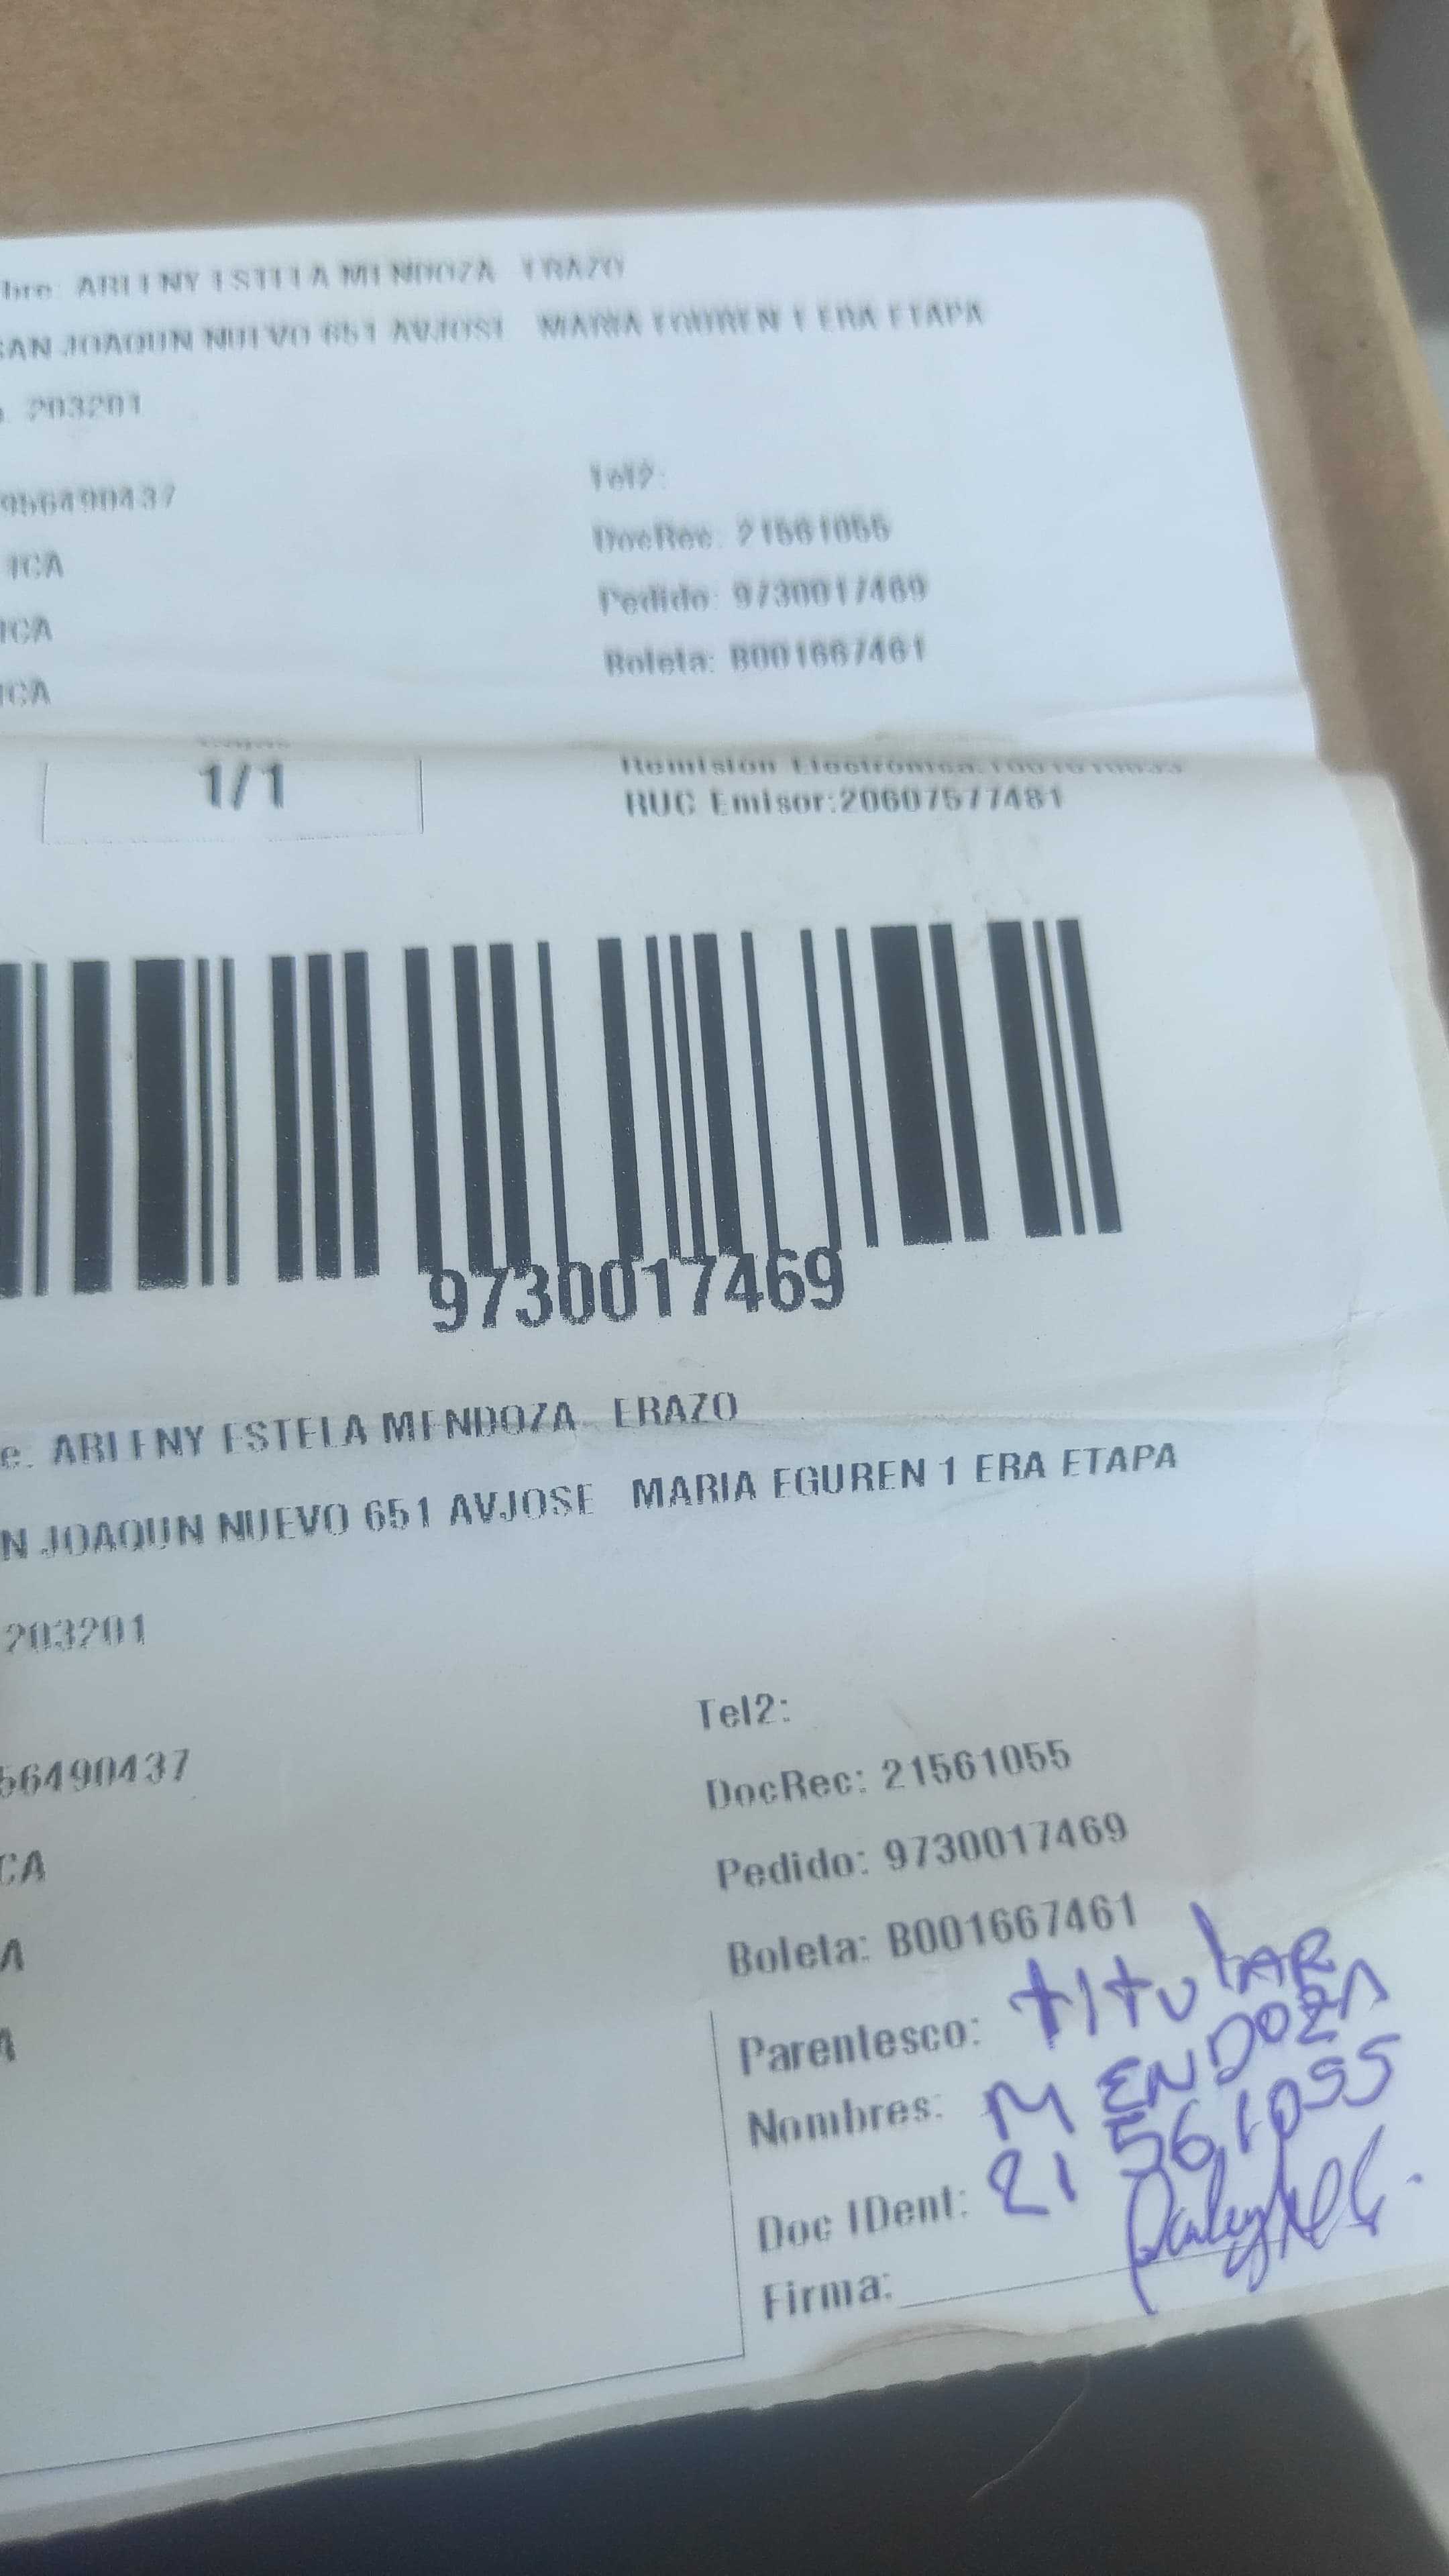 bre: ARLENY ESTELA MENDOZA ERAZO
SAN JOAQUN NUEVO 651 AVJOSE MARIA EGUREN 1 ERA ETAPA
203201
956490437
Tel2:
ICA
DocRec: 21561055
ICA
Pedido: 9730017469
ICA
Boleta: B001667461
1/1
Remision Electronica:
RUC Emisor:20607577481
9730017469
e. ARLENY ESTELA MENDOZA ERAZO
N JOAQUN NUEVO 651 AVJOSE MARIA EGUREN 1 ERA ETAPA
203201
Tel2:
56490437
DocRec: 21561055
CA
Pedido: 9730017469
A
Boleta: B001667461
A
Parentesco: titular
Nombres: MENDOZA
Doc IDent: 21561055
Firma: